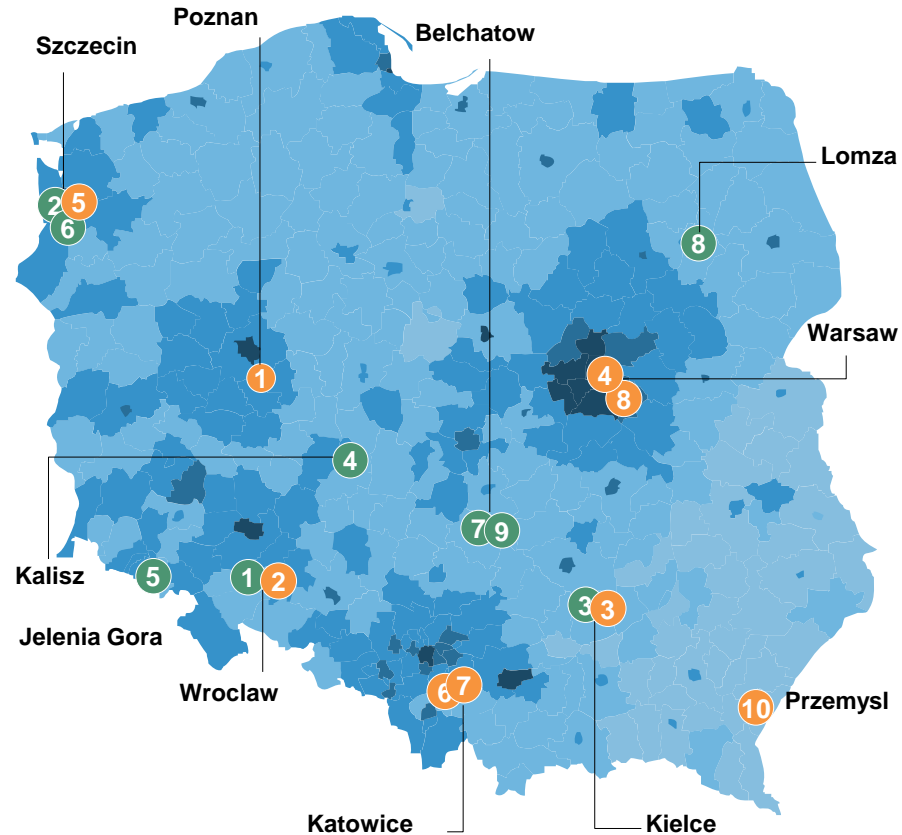 Poznan
Belchatow
Szczecin
Lomza
2
5
6
8
Warsaw
1
4
8
4
7
9
Kalisz
5
1
2
3
3
Jelenia Gora
Wroclaw
6
7
10
Przemysl
Katowice
Kielce